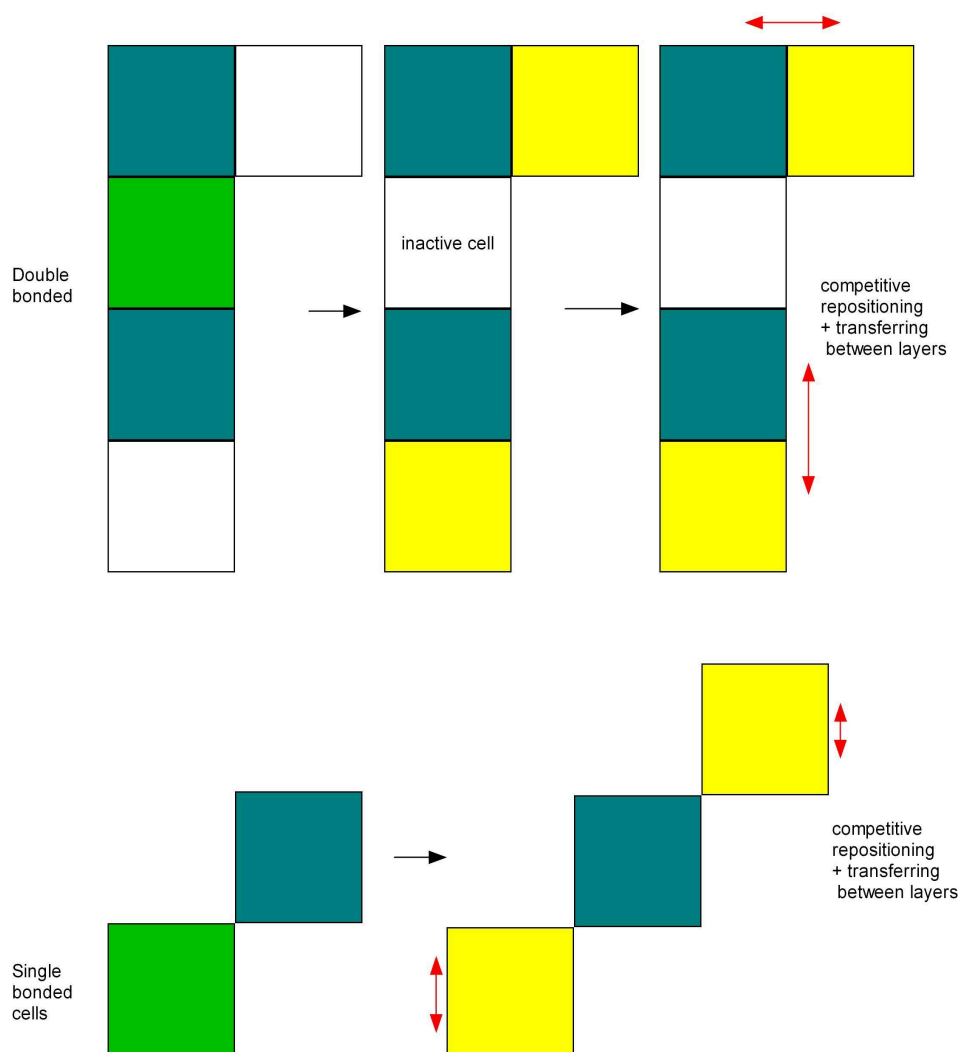 inactive cell
Double
bonded
competitive
repositioning
+ transferring
between layers
competitive
repositioning
+ transferring
between layers
Single
bonded
cells